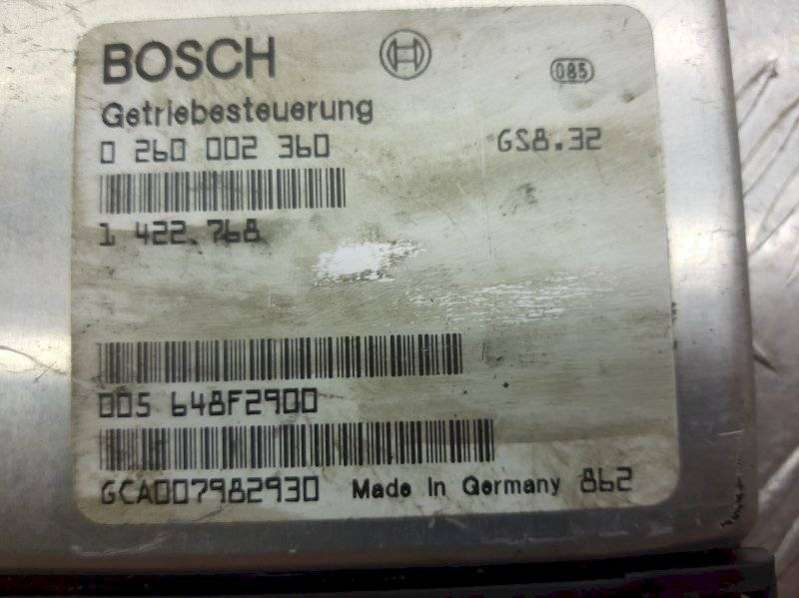 BOSCH
085
Getriebesteuerung
0 260 002 360
GS8.32
1 422.768
005 648F2900
GCA007982930 Made in Germany 862